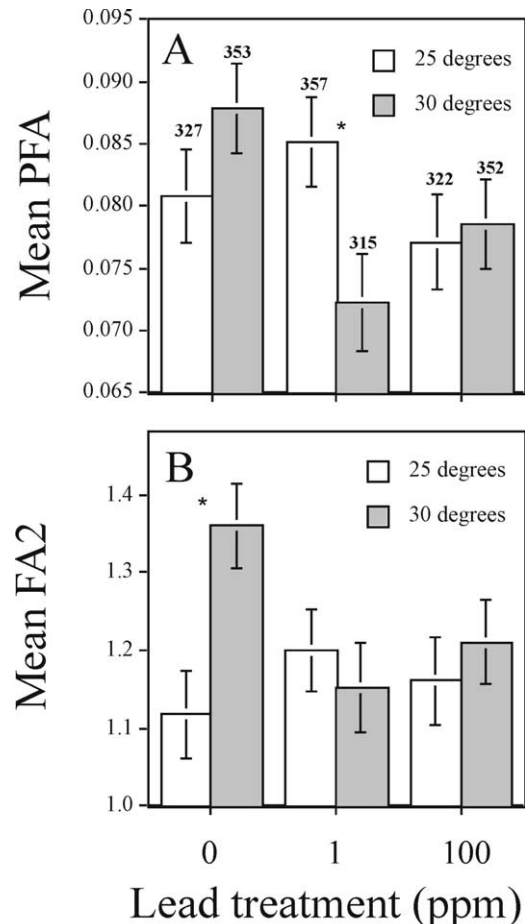 Mean PFA
0.095
0.090
0.085
0.080
0.075
0.070
0.065
A
25 degrees
30 degrees
327
353
357
*
315
322
352
Mean FA2
1.4
1.3
1.2
1.1
1.0
B
25 degrees
30 degrees
*
0 1 100
Lead treatment (ppm)